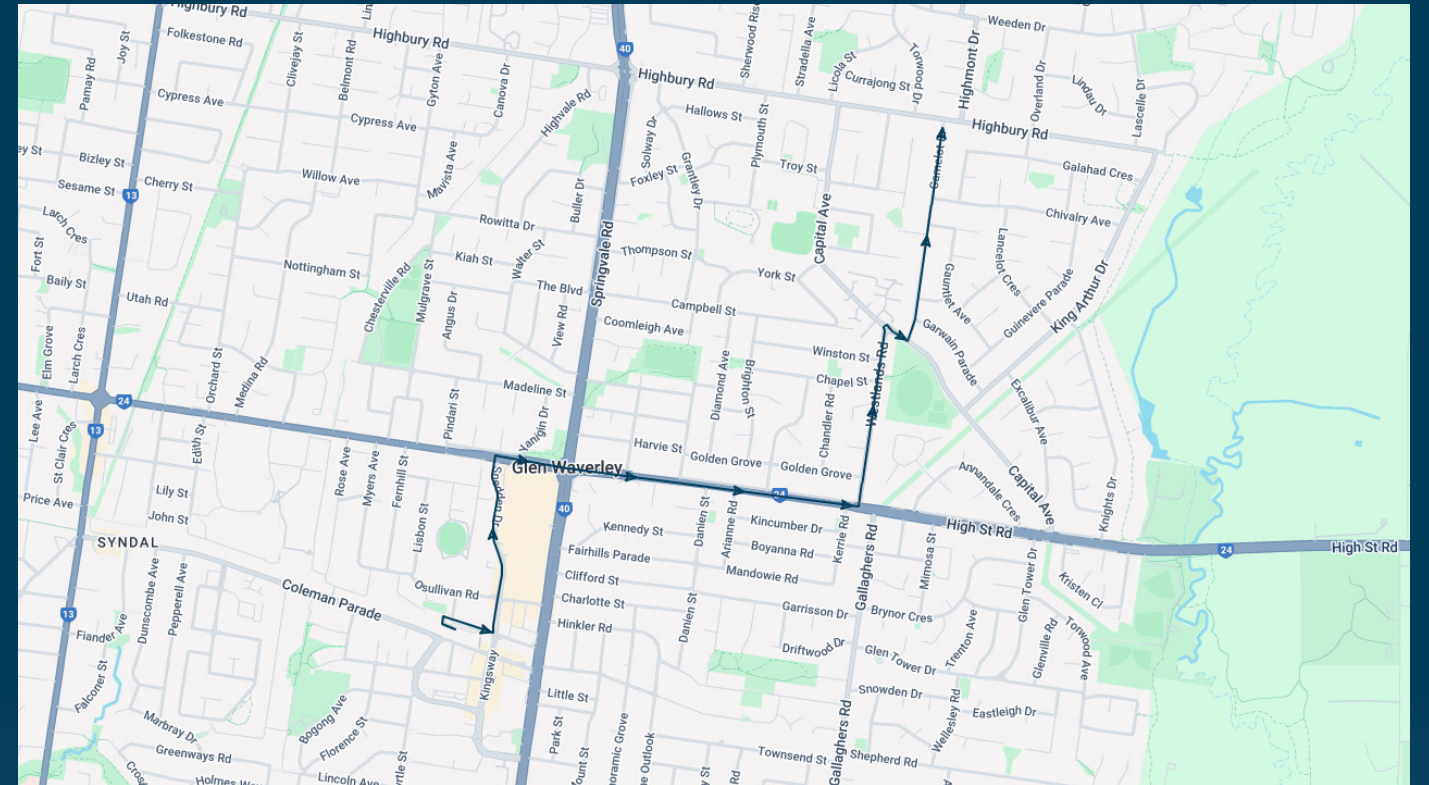 Highbury Rd
Folkestone Rd
Joy St
Pamay Rd
Clivejay St
Belmont Rd
Highbury Rd
Gyton Ave
Canova Dr
40
Highbury Rd
Sherwood Ris
Stradella Ave
Licola St
Currajong St
Torwood Dr
Highmont Dr
Weeden Dr
Overland Dr
Lindau Dr
Lascelle Dr
Cypress Ave
Cypress Ave
Highvale Rd
Hallows St
Plymouth St
Highbury Rd
Solway Dr
Foxley St
Grantley Dr
Troy St
Camelot
Galahad Cres
ey St
Bizley St
Sesame St
Cherry St
13
Willow Ave
Mavista Ave
Buller Dr
Chivalry Ave
Larch Cres
Fort St
Rowitta Dr
Walter St
Springvale Rd
Capital Ave
Lancelot Cres
Baily St
Nottingham St
Chesterville Rd
Mulgrave St
Kiah St
The Blvd
View Rd
Thompson St
York St
Gauntlet Ave
Guinevere Parade
King Arthur Dr
Utah Rd
Angus Dr
Campbell St
Coomleigh Ave
Garwain Parade
Elm Grove
Larch Cres
Orchard St
Medina Rd
Diamond Ave
Brighton St
Winston St
Westlands Rd
Chapel St
Chandler Rd
Excalibur Ave
24
Madeline St
Pindari St
Yanigin Dr
Lee Ave
13
St Clair Cres
Edith St
Harvie St
Golden Grove
Golden Grove
Glen Waverley
Rose Ave
Myers Ave
Fernhill St
Snedden Dr
Annandale Cres
Capital Ave
Knights Dr
Price Ave
Lily St
John St
Lisbon St
40
24
Danien St
Arianne Rd
Kincumber Dr
Kerrie Rd
High St Rd
24
High St Rd
SYNDAL
Kennedy St
Fairhills Parade
Boyanna Rd
Mandowie Rd
Gallaghers Rd
Mimosa St
Clifford St
Charlotte St
Hinkler Rd
Danien St
Garrisson Dr
Brynor Cres
Glen Tower Dr
Kristen Cl
Dunscombe Ave
Pepperell Ave
Coleman Parade
Osullivan Rd
13
Fiander Ave
Driftwood Dr
Glen Tower Dr
Trenton Ave
Glenville Rd
Torwood Ave
Falconer St
Kingsway
Little St
Park St
Snowden Dr
Wellesley Rd
Eastleigh Dr
Marbray Dr
Greenways Rd
Bogong Ave
Florence St
Gallaghers Rd
Townsend St
Shepherd Rd
Lincoln Ave